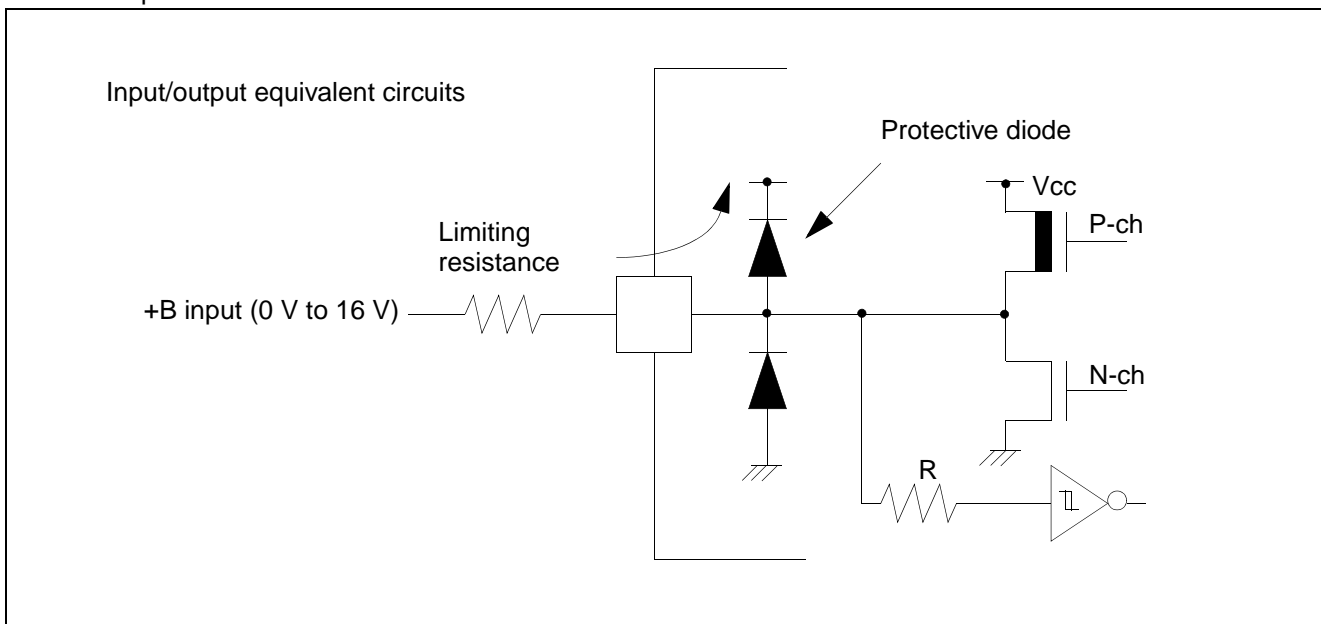 Input/output equivalent circuits
Protective diode
Vcc
P-ch
Limiting
resistance
+B input (0 V to 16 V)
N-ch
R